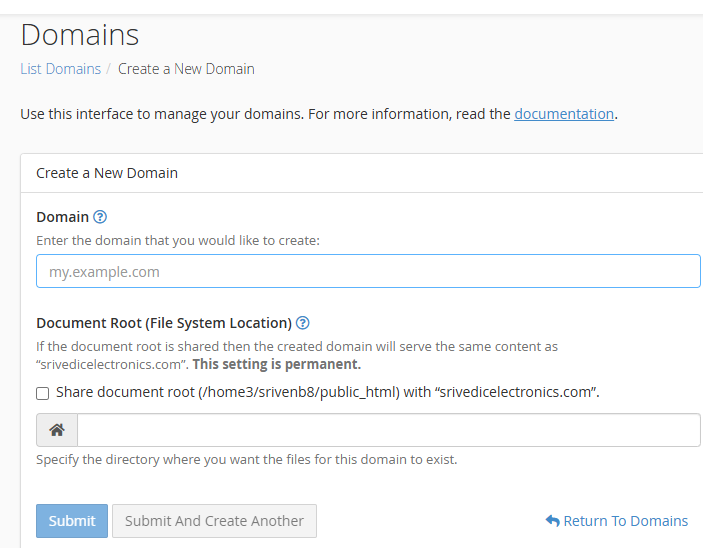 Domains
List Domains / Create a New Domain
Use this interface to manage your domains. For more information, read the documentation.
Create a New Domain
Domain
Enter the domain that you would like to create:
my.example.com
Document Root (File System Location)
If the document root is shared then the created domain will serve the same content as
“srivedicelectronics.com”. This setting is permanent.
Share document root (/home3/srivenb8/public_html) with “srivedicelectronics.com”.
Specify the directory where you want the files for this domain to exist.
Submit Submit And Create Another Return To Domains